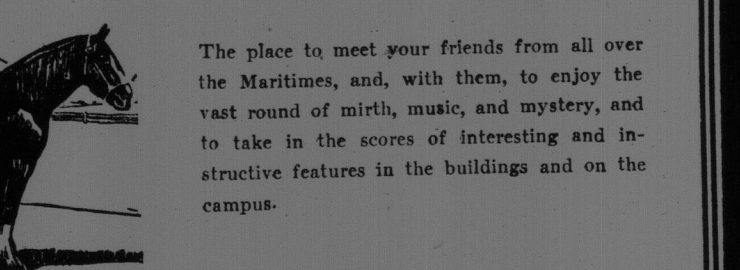 The place to meet your friends from all over
the Maritimes, and, with them, to enjoy the
vast round of mirth, music, and mystery, and
to take in the scores of interesting and in-
structive features in the buildings and on the
campus.